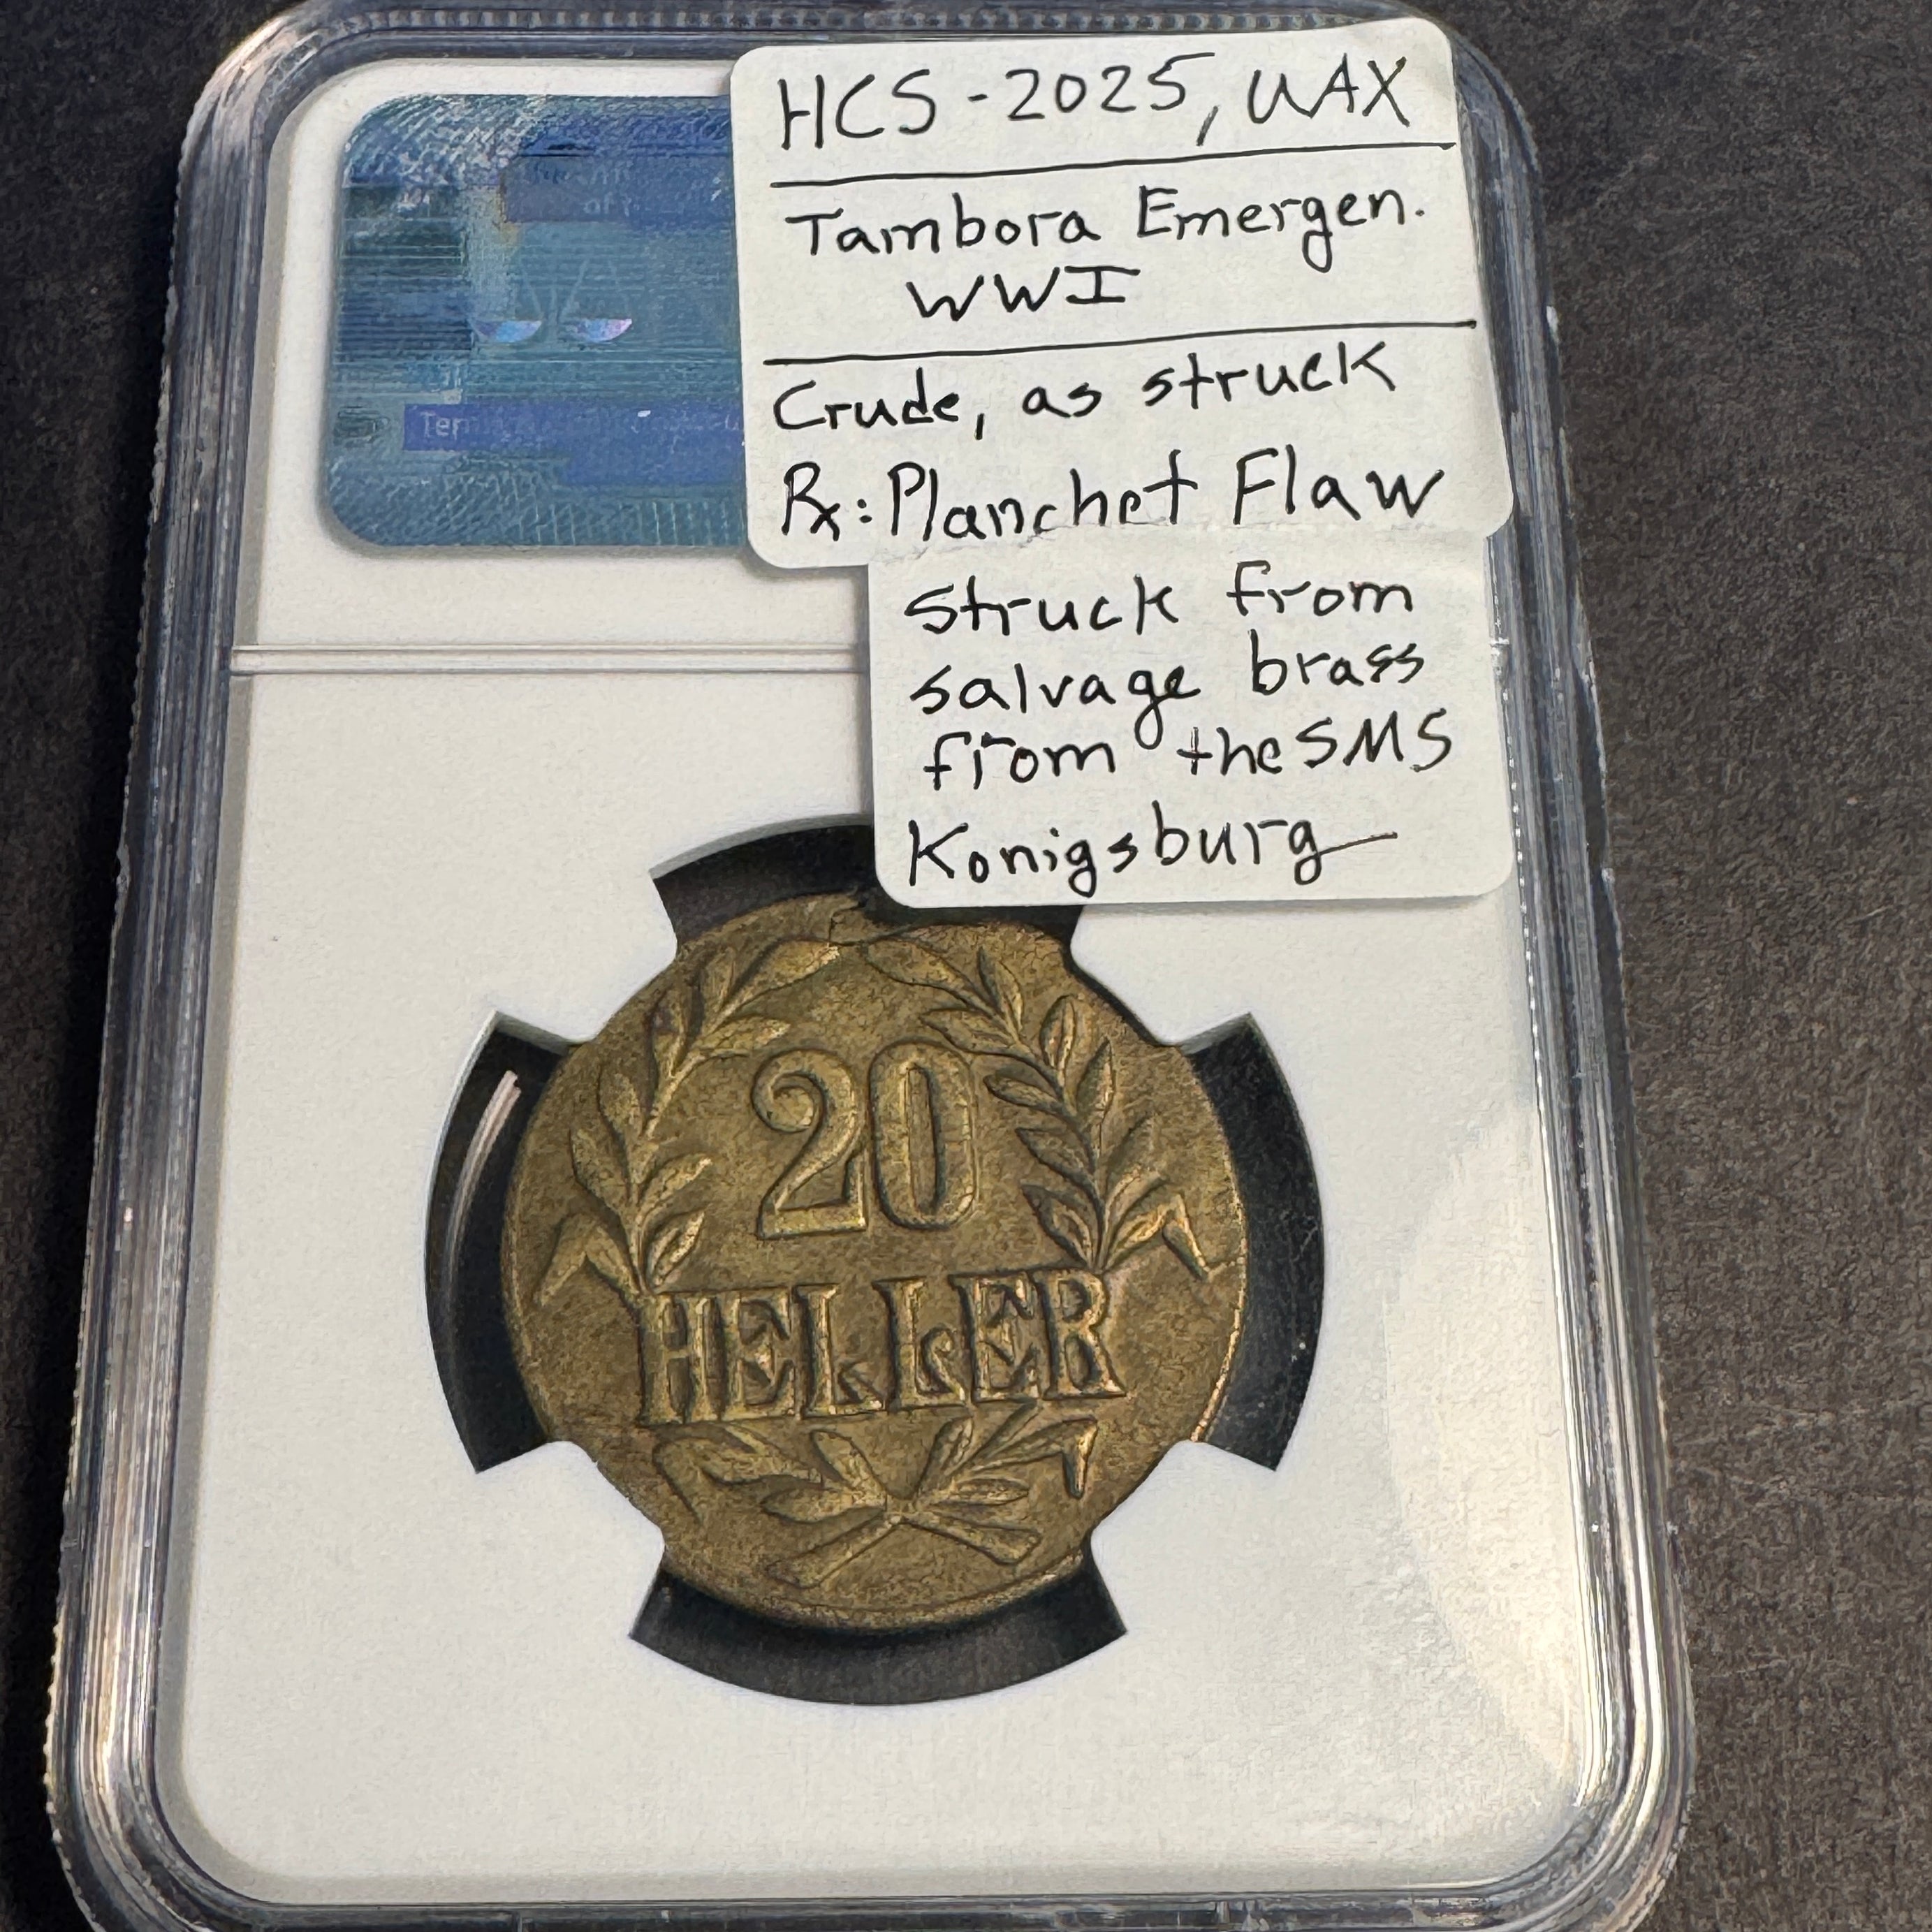 HCS - 2025, UAX
Tambora Emergen.
WWI
Crude, as struck
Rx: Planchet Flaw
Struck from
salvage brass
from the SMS
Konigsburg
20
HELLER